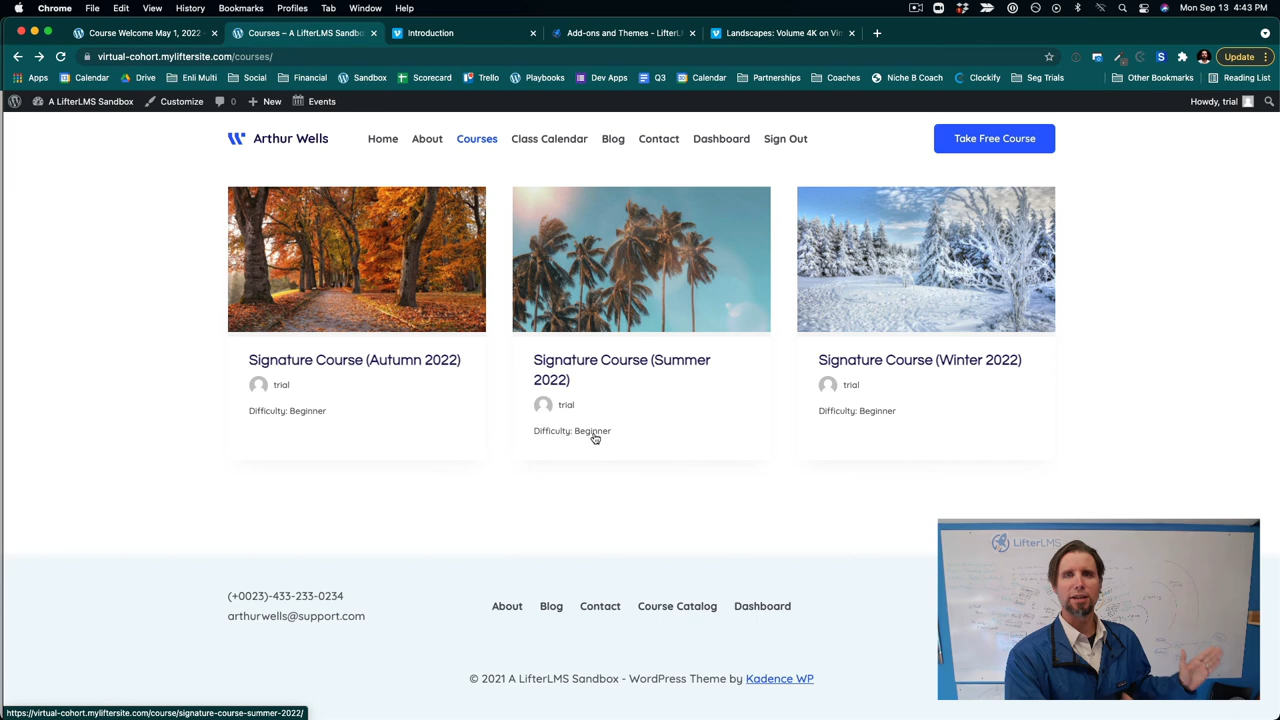 Chrome File Edit View History Bookmarks Profiles Tab Window Help Mon Sep 13 4:43 PM
Course Welcome May 1, 2022 - Courses – A LifterLMS Sandbo Introduction Add-ons and Themes - LifterL Landscapes: Volume 4K on Vi
virtual-cohort.myliftersite.com/courses/ Update
Apps Calendar Drive Enli Multi Social Financial Sandbox Scorecard Trello Playbooks Dev Apps Q3 Calendar Partnerships Coaches Niche B Coach Clockify Seg Trials Other Bookmarks Reading List
A LifterLMS Sandbox Customize 0 New Events Howdy, trial
Arthur Wells Home About Courses Class Calendar Blog Contact Dashboard Sign Out Take Free Course
Signature Course (Autumn 2022)
trial
Difficulty: Beginner
Signature Course (Summer
2022)
trial
Difficulty: Beginner
Signature Course (Winter 2022)
trial
Difficulty: Beginner
LifterLMS
(+0023)-433-233-0234
arthurwells@support.com
About Blog Contact Course Catalog Dashboard
© 2021 A LifterLMS Sandbox - WordPress Theme by Kadence WP
https://virtual-cohort.myliftersite.com/course/signature-course-summer-2022/